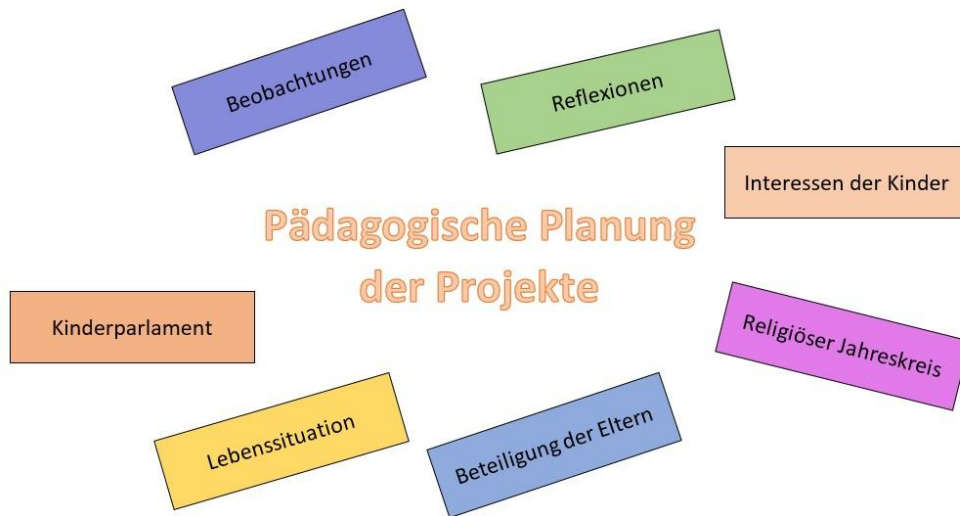 Beobachtungen
Reflexionen
Interessen der Kinder
Pädagogische Planung
der Projekte
Kinderparlament
Religiöser Jahreskreis
Lebenssituation
Beteiligung der Eltern